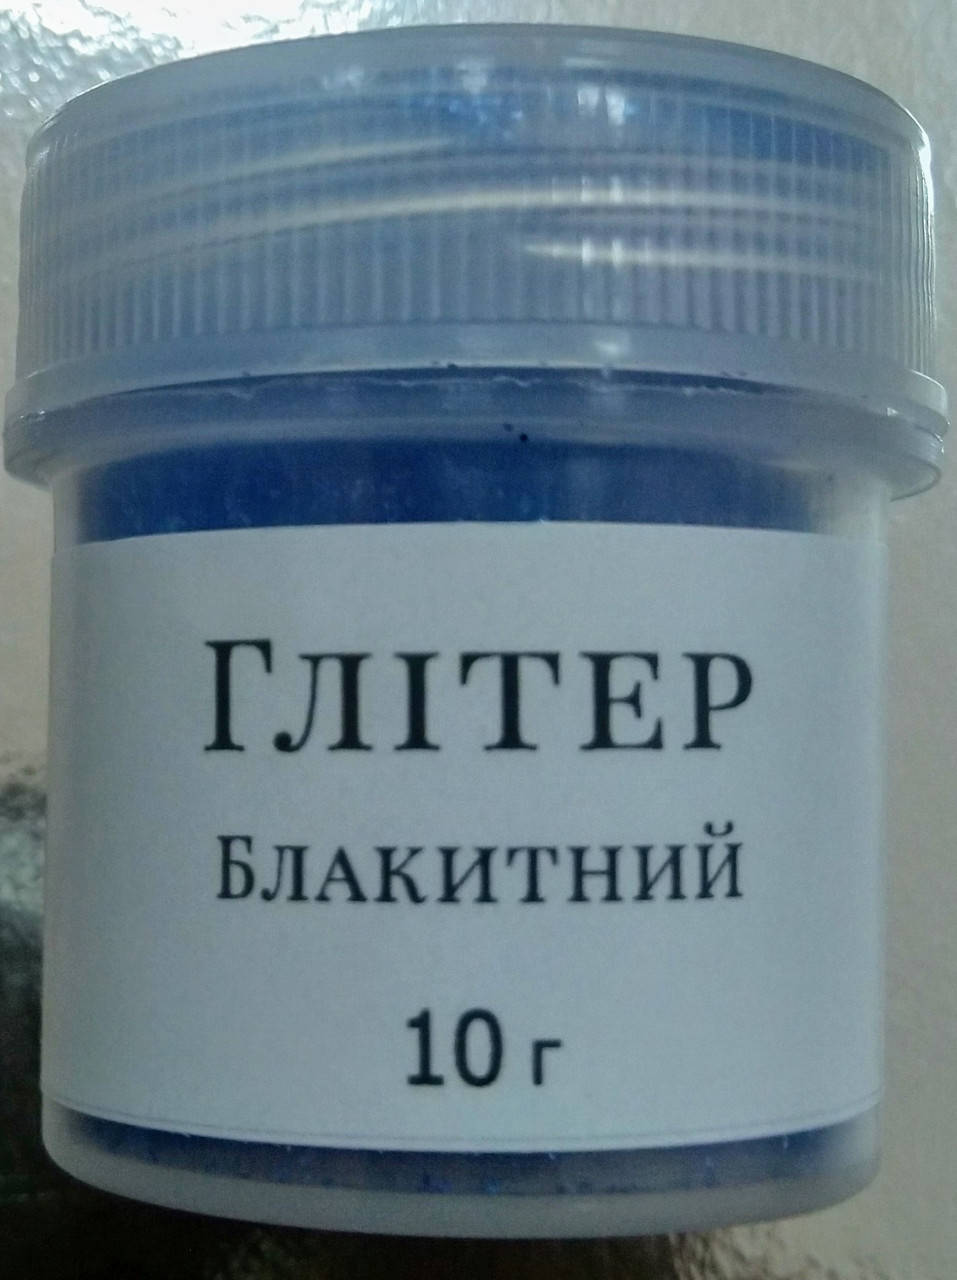 Глітер
Блакитний
10 г